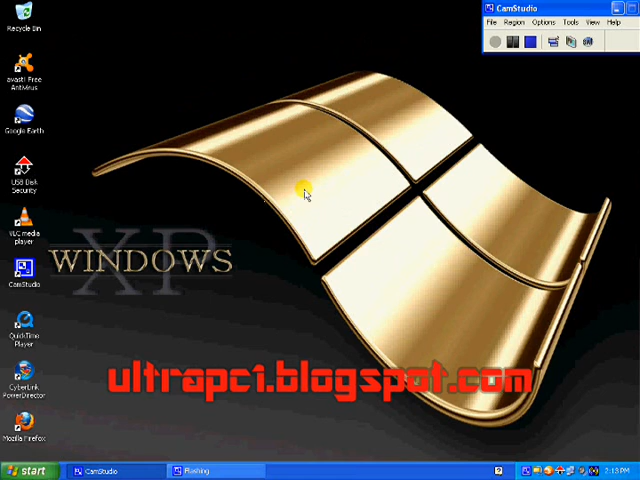 CamStudio
File Region Options Tools View Help
Recycle Bin
avast! Free
Antivirus
Google Earth
USB Disk
Security
VLC media
player
CamStudio
QuickTime
Player
CyberLink
PowerDirector
Mozilla Firefox
XP
WINDOWS
ultrapc1.blogspot.com
start CamStudio Flashing 2:13 PM